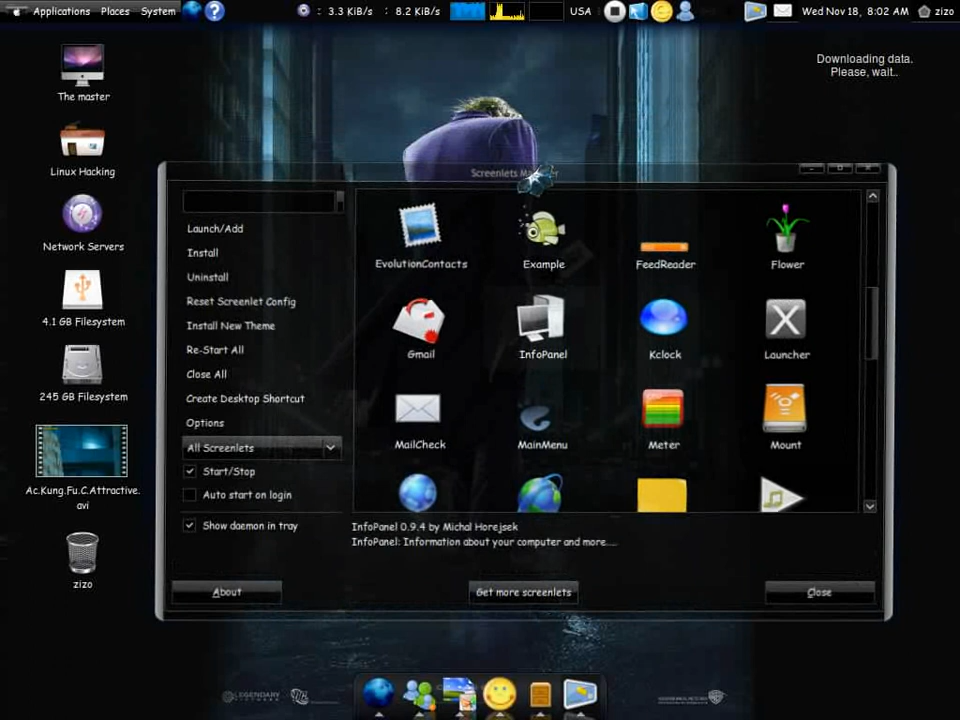 Applications Places System : 3.3 KiB/s : 8.2 KiB/s USA Wed Nov 18, 8:02 AM zizo
Downloading data.
Please, wait..
The master
Linux Hacking
Network Servers
4.1 GB Filesystem
245 GB Filesystem
Ac.Kung.Fu.C.Attractive.
avi
zizo
Screenlets
Launch/Add
Install
Uninstall
Reset Screenlet Config
Install New Theme
Re-Start All
Close All
Create Desktop Shortcut
Options
All Screenlets
Start/Stop
Auto start on login
Show daemon in tray
EvolutionContacts Example FeedReader Flower
Gmail InfoPanel Kclock Launcher
MailCheck MainMenu Meter Mount
InfoPanel 0.9.4 by Michal Horejsek
InfoPanel: Information about your computer and more....
About Get more screenlets Close
LEGENDARY
PICTURES